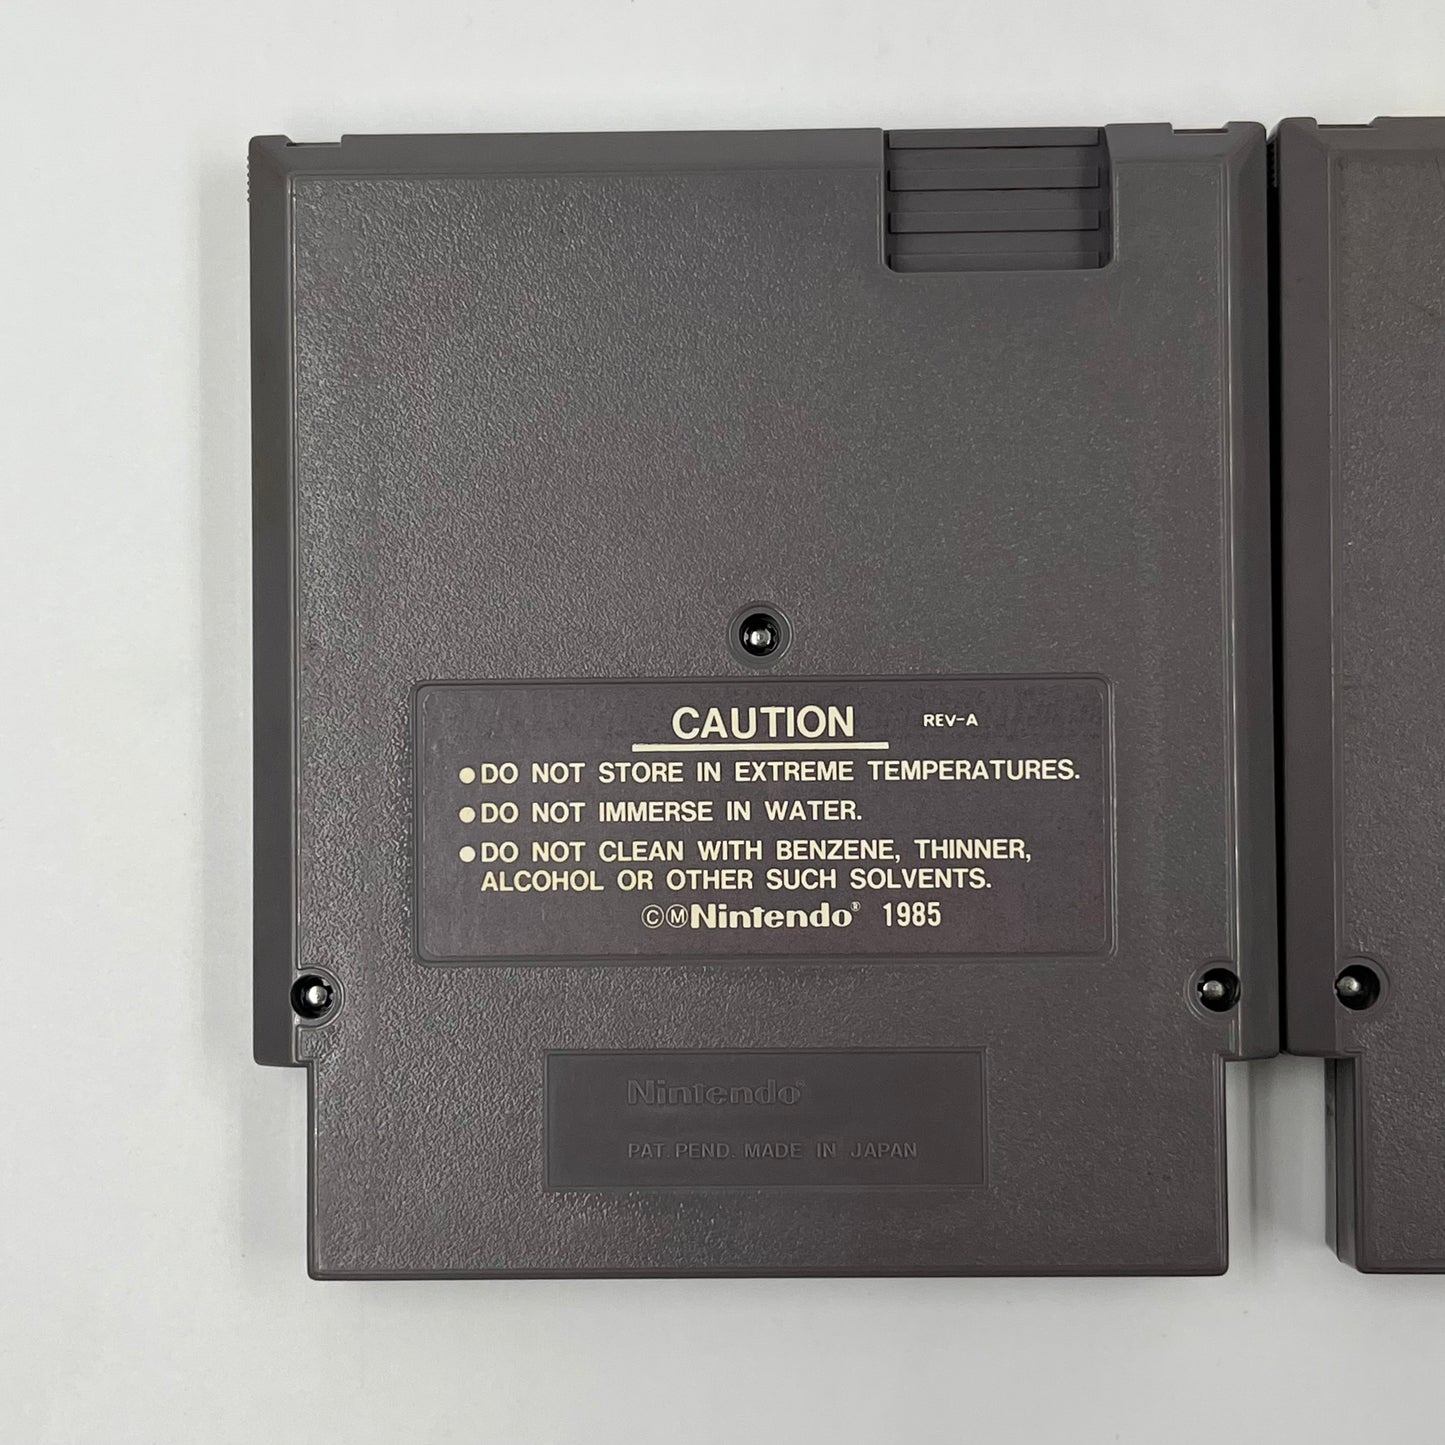 CAUTION REV-A
●DO NOT STORE IN EXTREME TEMPERATURES.
●DO NOT IMMERSE IN WATER.
●DO NOT CLEAN WITH BENZENE, THINNER,
ALCOHOL OR OTHER SUCH SOLVENTS.
©Ⓜ Nintendo® 1985
Nintendo®
PAT. PEND. MADE IN JAPAN